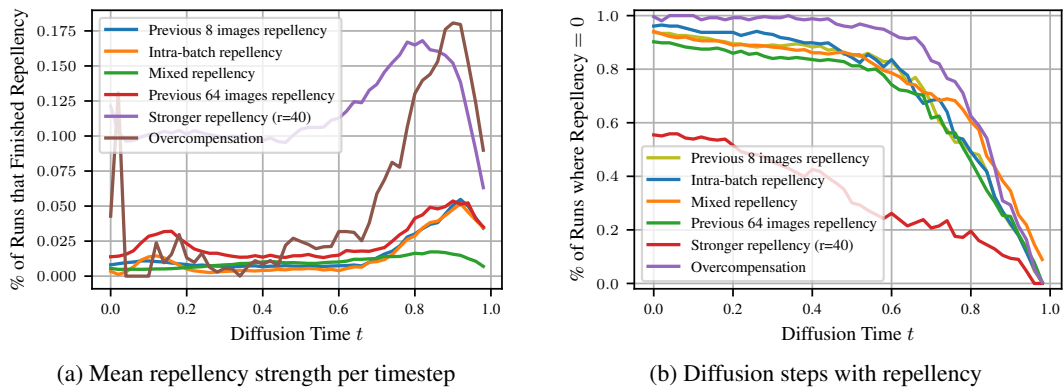 % of Runs that Finished Repellency
0.175
0.150
0.125
0.100
0.075
0.050
0.025
0.000
Previous 8 images repellency
Intra-batch repellency
Mixed repellency
Previous 64 images repellency
Stronger repellency (r=40)
Overcompensation
0.0 0.2 0.4 0.6 0.8 1.0
Diffusion Time t
(a) Mean repellency strength per timestep
% of Runs where Repellency = 0
1.0
0.8
0.6
0.4
0.2
0.0
Previous 8 images repellency
Intra-batch repellency
Mixed repellency
Previous 64 images repellency
Stronger repellency (r=40)
Overcompensation
0.0 0.2 0.4 0.6 0.8 1.0
Diffusion Time t
(b) Diffusion steps with repellency